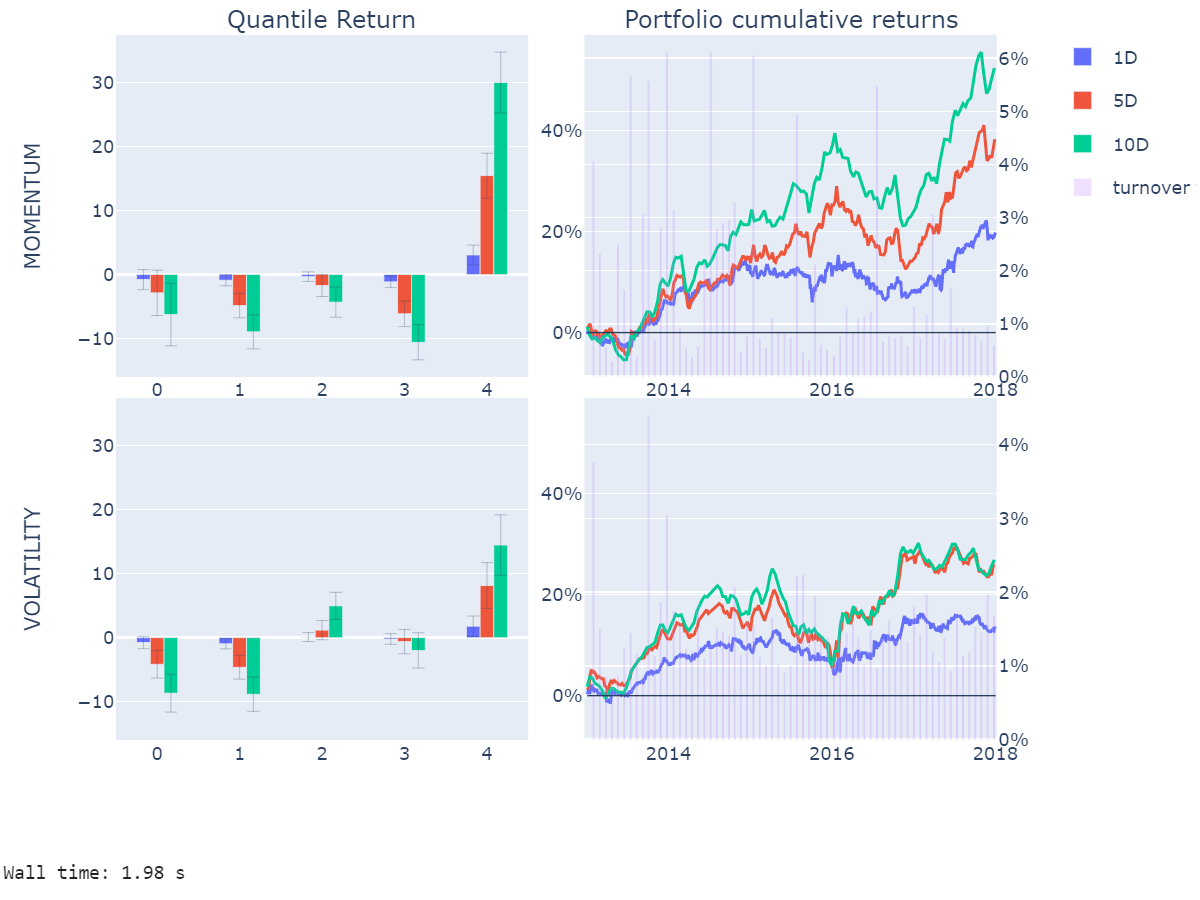 Quantile Return
Portfolio cumulative returns
MOMENTUM
30
20
10
0
−10
0 1 2 3 4
40%
20%
0%
6%
5%
4%
3%
2%
1%
0%
2014 2016 2018
1D
5D
10D
turnover
VOLATILITY
30
20
10
0
−10
0 1 2 3 4
40%
20%
0%
4%
3%
2%
1%
0%
2014 2016 2018
Wall time: 1.98 s